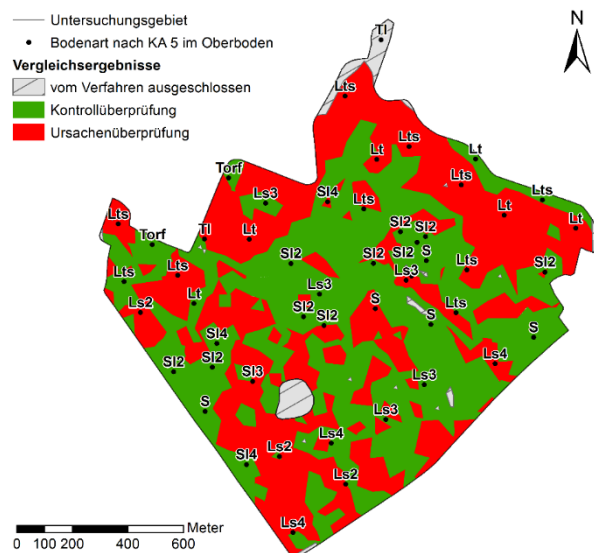 Untersuchungsgebiet
Bodenart nach KA 5 im Oberboden
Vergleichsergebnisse
vom Verfahren ausgeschlossen
Kontrollüberprüfung
Ursachenüberprüfung
N
Tl
Lts
Lts
Lt
Lt
Torf
Lts
Ls3
Sl4
Lts
Lts
Lt
Lt
Lts
Torf
Tl
Lt
Sl2
Sl2
Sl2
S
Sl2
Sl2
Ls3
Lts
Sl2
Lts
Lts
Ls2
Lt
Ls3
Sl2
Sl2
S
S
Lts
S
Sl4
Sl2
Sl2
Sl3
Ls4
Ls3
S
Ls3
Ls4
Ls2
Sl4
Ls2
Ls4
Meter
0 100 200 400 600